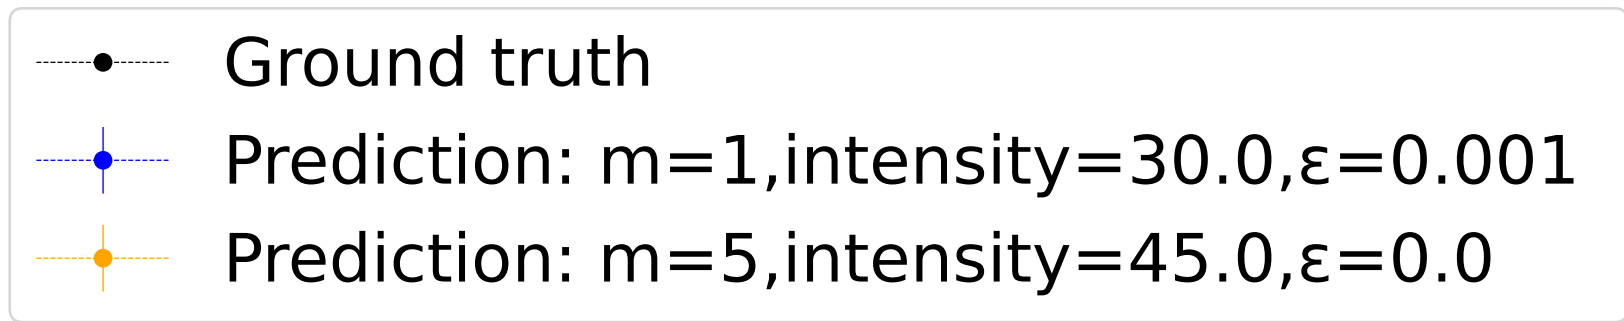 Ground truth
Prediction: m=1,intensity=30.0,ε=0.001
Prediction: m=5,intensity=45.0,ε=0.0